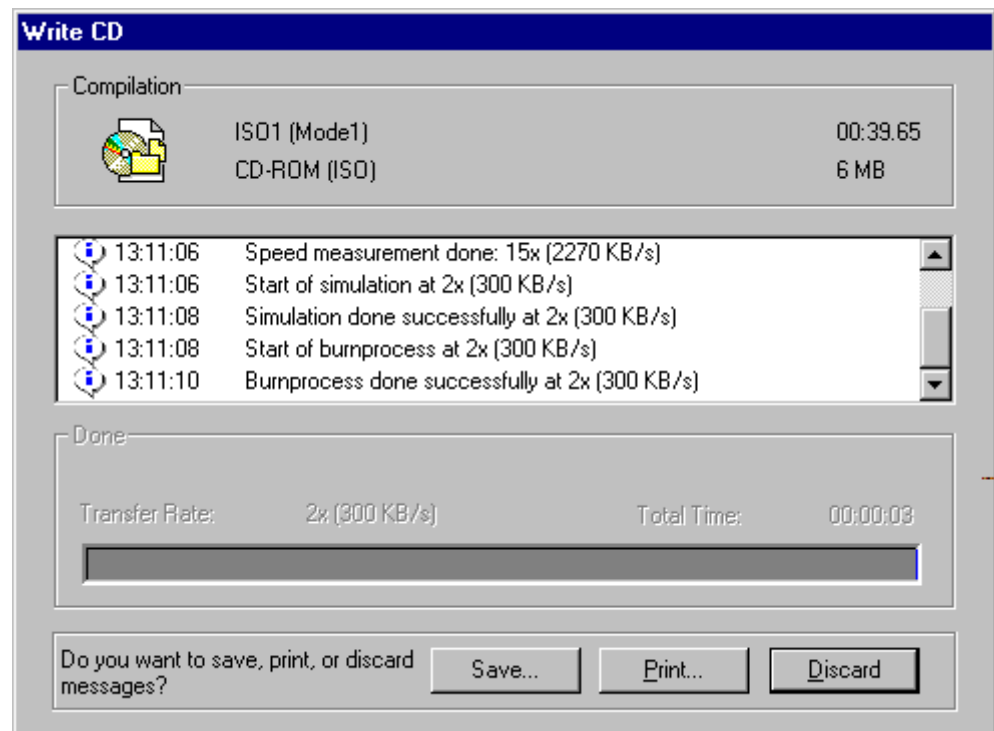 Write CD
Compilation
ISO1 (Mode1) 00:39.65
CD-ROM (ISO) 6 MB
13:11:06 Speed measurement done: 15x (2270 KB/s)
13:11:06 Start of simulation at 2x (300 KB/s)
13:11:08 Simulation done successfully at 2x (300 KB/s)
13:11:08 Start of burnprocess at 2x (300 KB/s)
13:11:10 Burnprocess done successfully at 2x (300 KB/s)
Done
Transfer Rate: 2x (300 KB/s) Total Time: 00:00:03
Do you want to save, print, or discard
messages?
Save... Print... Discard